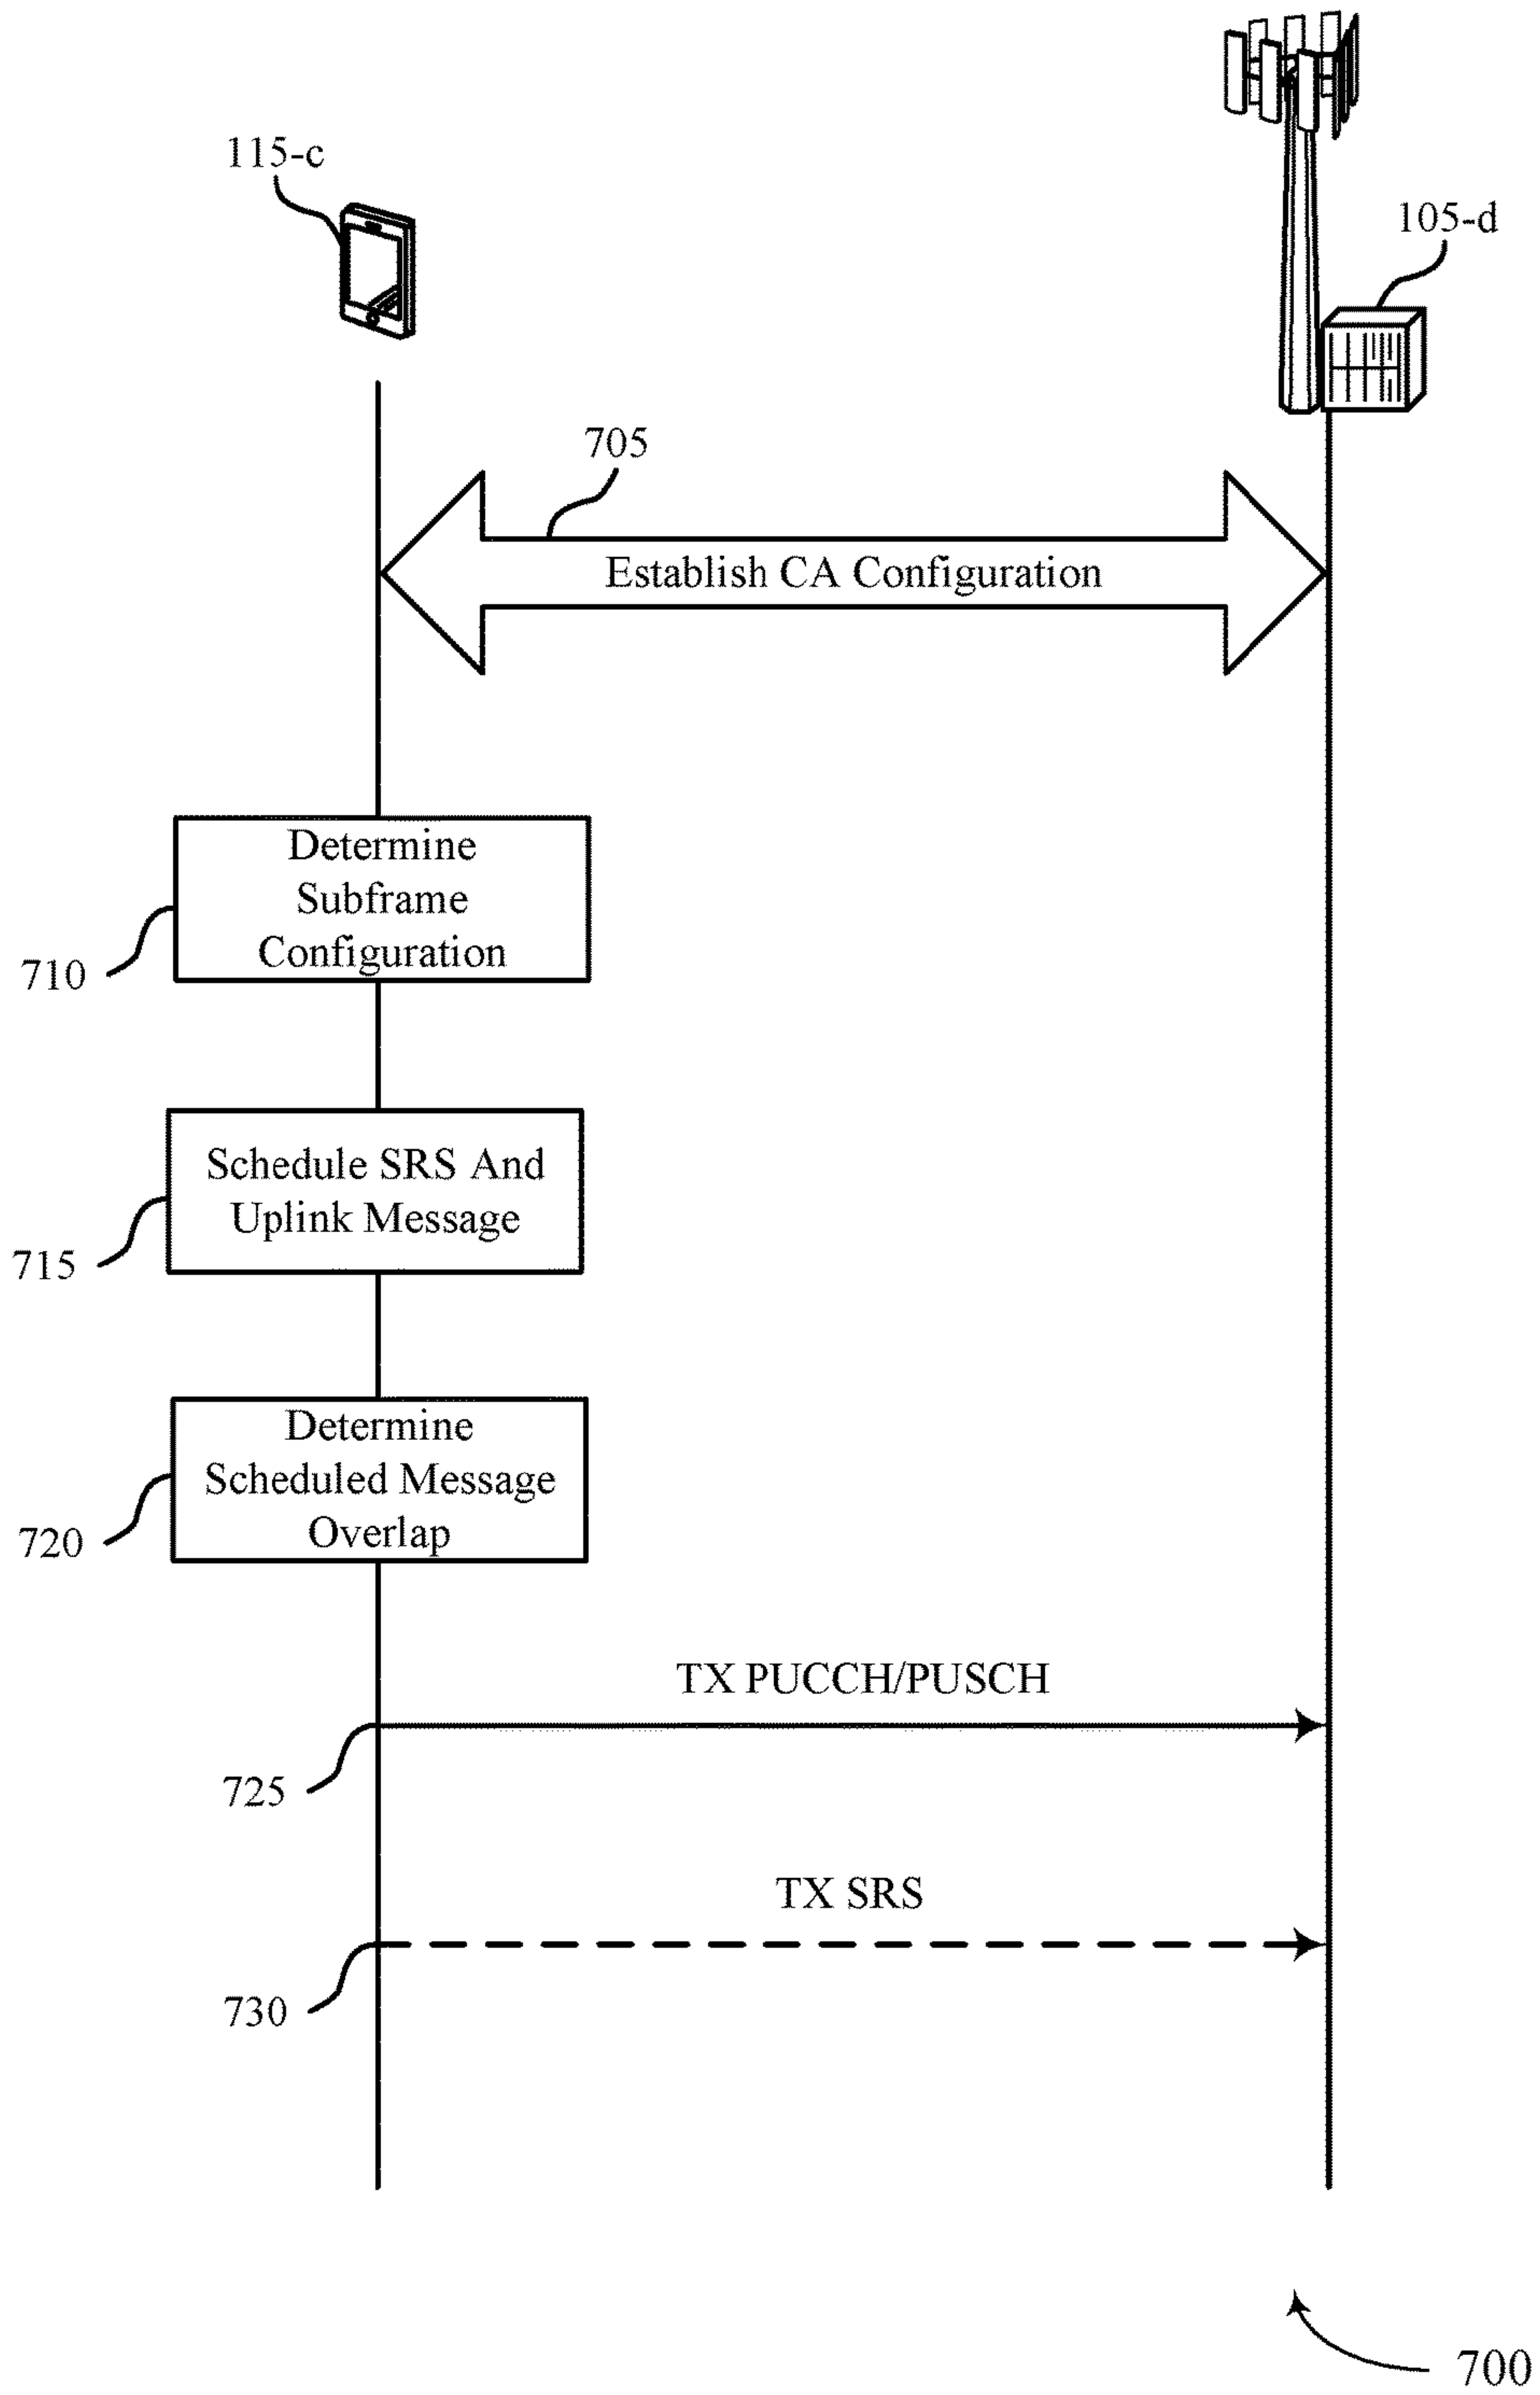 115-c
105-d
705
Establish CA Configuration
Determine
Subframe
Configuration
710
Schedule SRS And
Uplink Message
715
Determine
Scheduled Message
Overlap
720
TX PUCCH/PUSCH
725
TX SRS
730
700